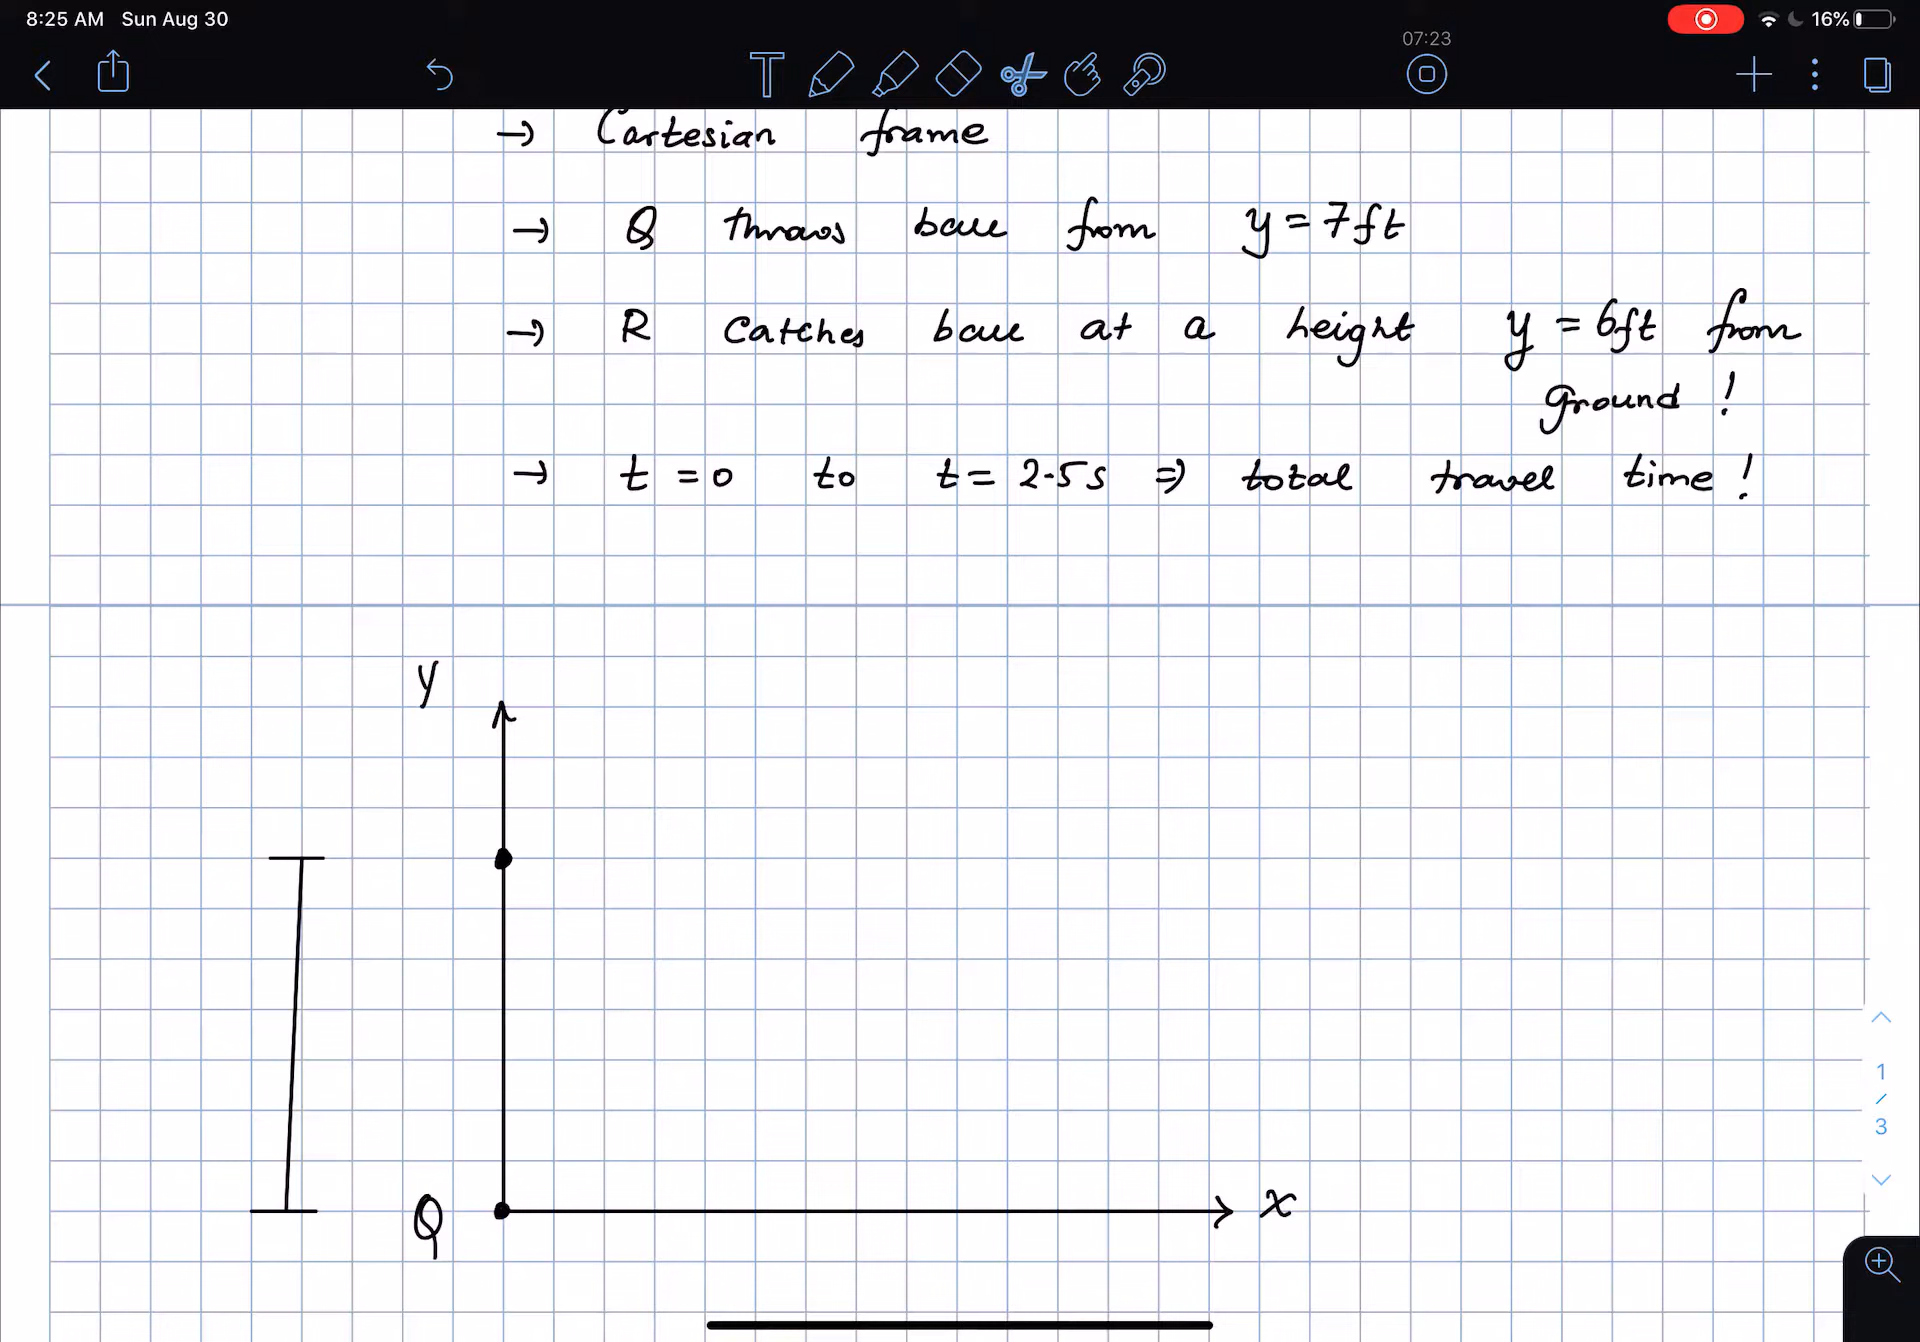 8:25 AM Sun Aug 30
16%
07:23
→ Cartesian frame
→ Q throws ball from y = 7ft
→ R Catches ball at a height y = 6ft from
ground !
→ t = 0 to t = 2.5s ⇒ total travel time !
y
Q
x
1
/
3